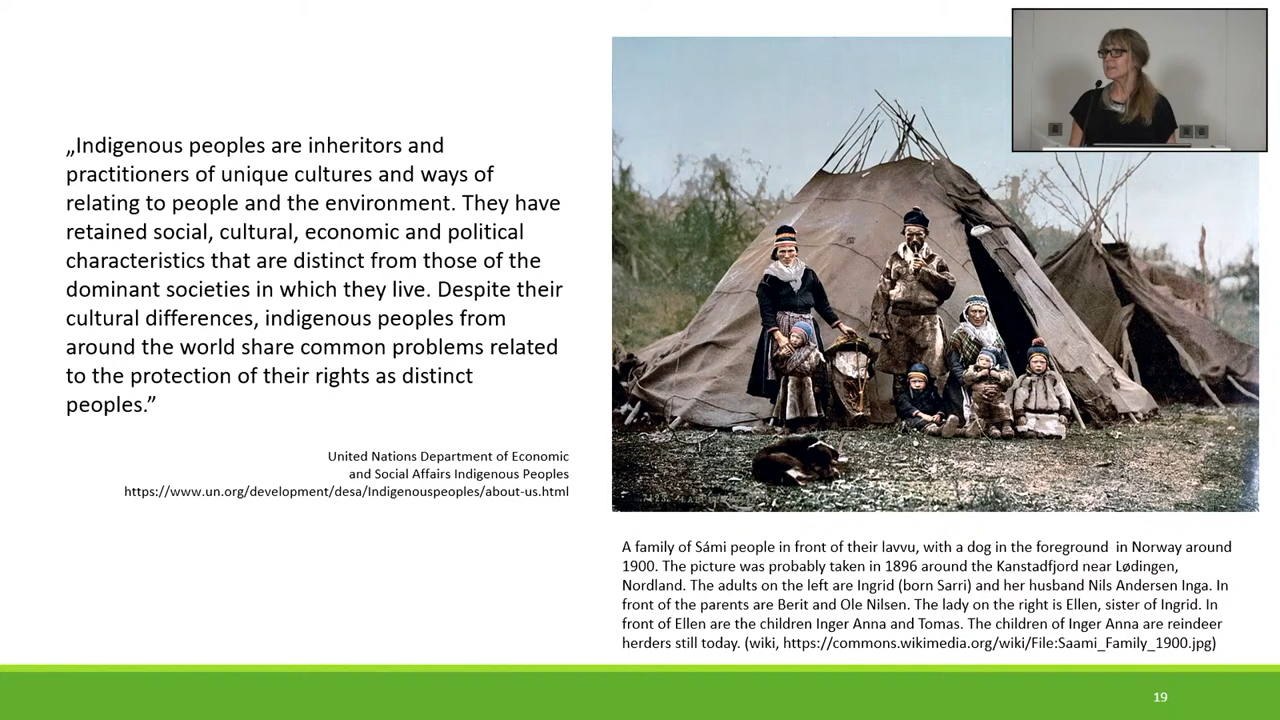 „Indigenous peoples are inheritors and
practitioners of unique cultures and ways of
relating to people and the environment. They have
retained social, cultural, economic and political
characteristics that are distinct from those of the
dominant societies in which they live. Despite their
cultural differences, indigenous peoples from
around the world share common problems related
to the protection of their rights as distinct
peoples.”
United Nations Department of Economic
and Social Affairs Indigenous Peoples
https://www.un.org/development/desa/Indigenouspeoples/about-us.html
A family of Sámi people in front of their lavvu, with a dog in the foreground in Norway around
1900. The picture was probably taken in 1896 around the Kanstadfjord near Lødingen,
Nordland. The adults on the left are Ingrid (born Sarri) and her husband Nils Andersen Inga. In
front of the parents are Berit and Ole Nilsen. The lady on the right is Ellen, sister of Ingrid. In
front of Ellen are the children Inger Anna and Tomas. The children of Inger Anna are reindeer
herders still today. (wiki, https://commons.wikimedia.org/wiki/File:Saami_Family_1900.jpg)
19